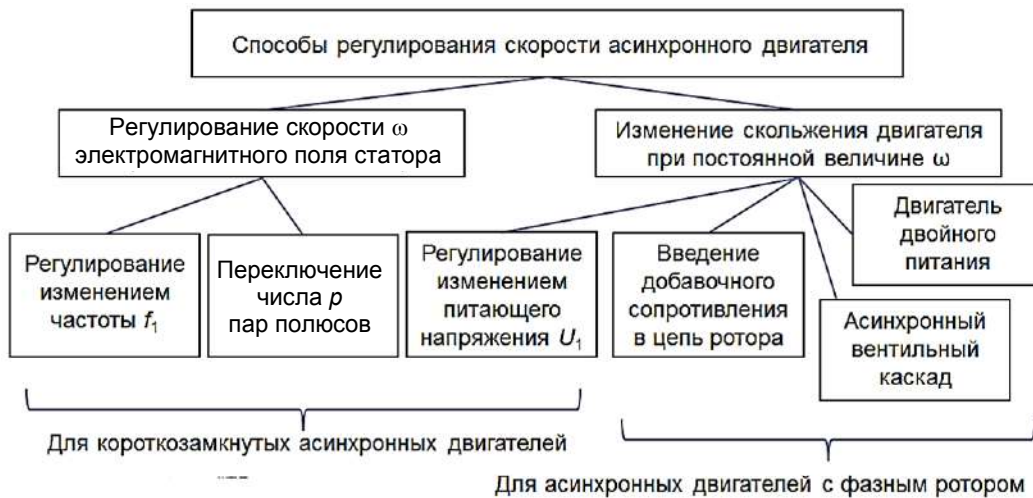 Способы регулирования скорости асинхронного двигателя
Регулирование скорости ω
электромагнитного поля статора
Изменение скольжения двигателя
при постоянной величине ω
Регулирование
изменением
частоты f₁
Переключение
числа p
пар полюсов
Регулирование
изменением
питающего
напряжения U₁
Введение
добавочного
сопротивления
в цепь ротора
Двигатель
двойного
питания
Асинхронный
вентильный
каскад
Для короткозамкнутых асинхронных двигателей
Для асинхронных двигателей с фазным ротором